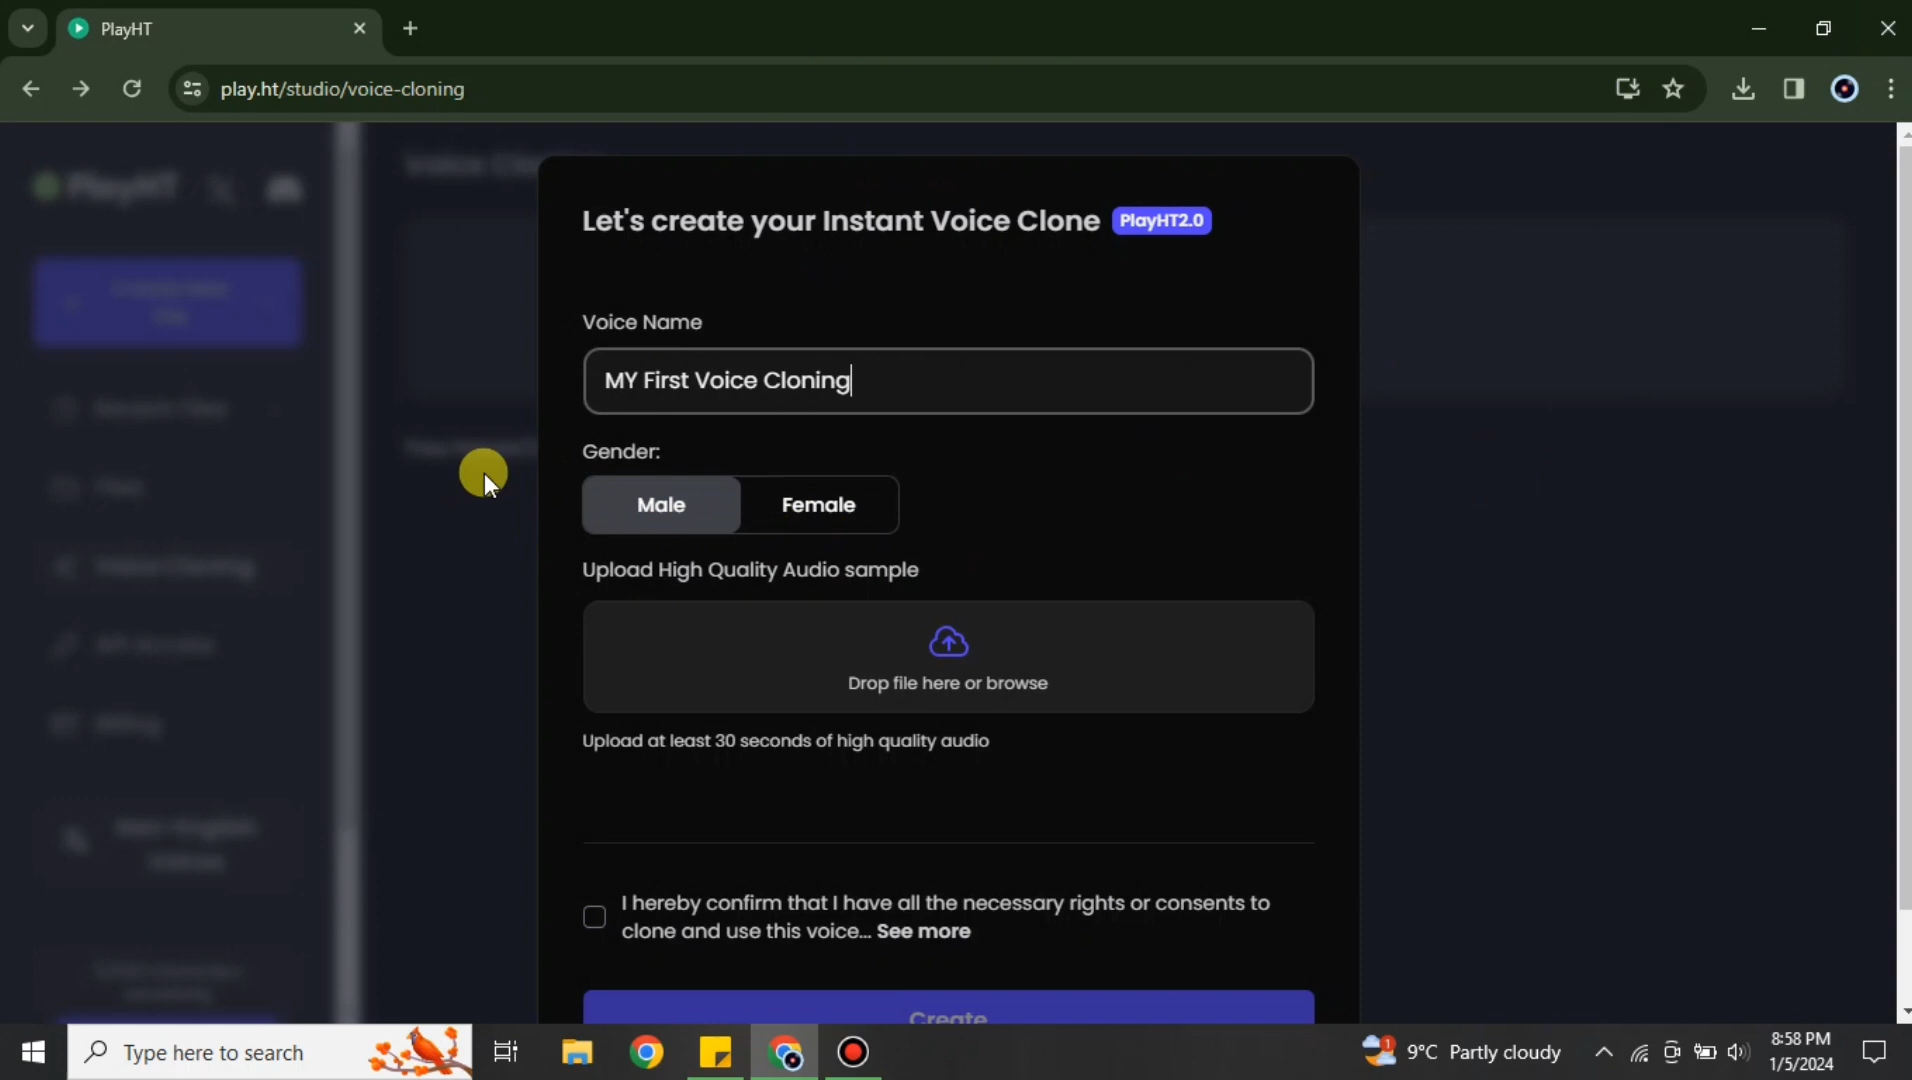 PlayHT
play.ht/studio/voice-cloning
PlayHT
Let's create your Instant Voice Clone PlayHT2.0
Voice Name
MY First Voice Cloning
Gender:
Male Female
Upload High Quality Audio sample
Drop file here or browse
Upload at least 30 seconds of high quality audio
I hereby confirm that I have all the necessary rights or consents to
clone and use this voice... See more
Create
Type here to search
1
9°C Partly cloudy
8:58 PM
1/5/2024